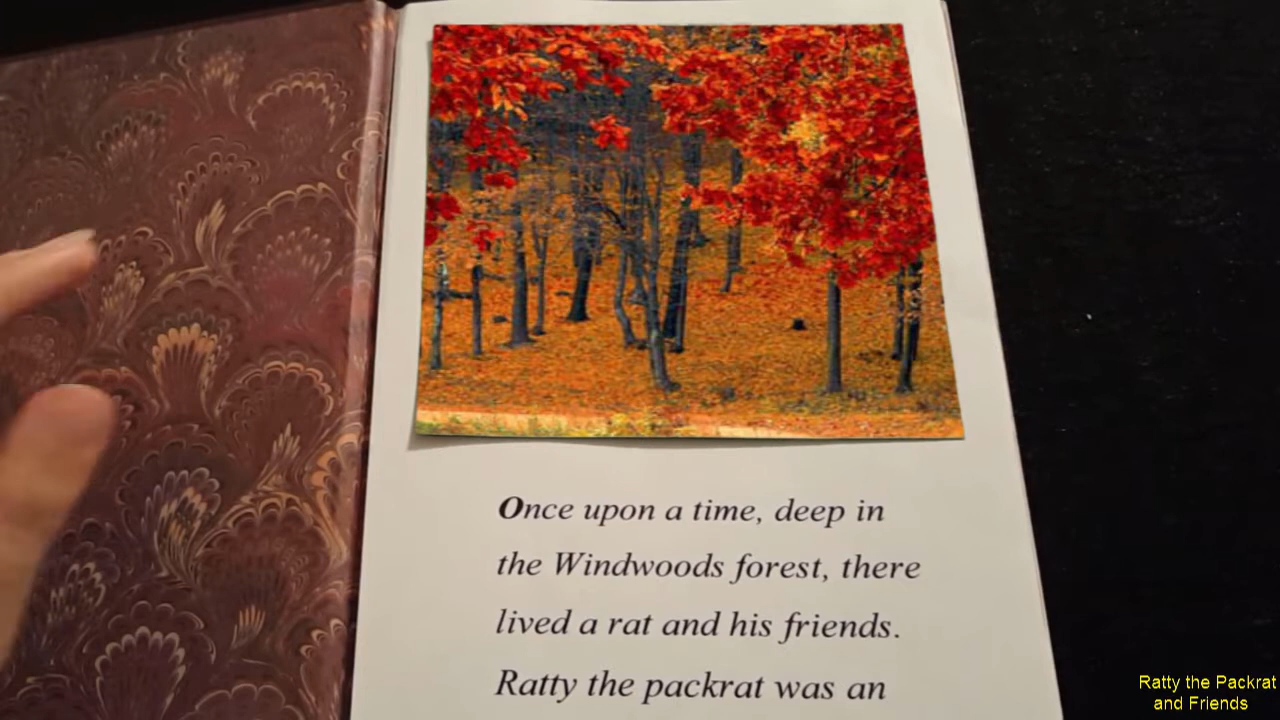 Once upon a time, deep in
the Windwoods forest, there
lived a rat and his friends.
Ratty the packrat was an
Ratty the Packrat
and Friends